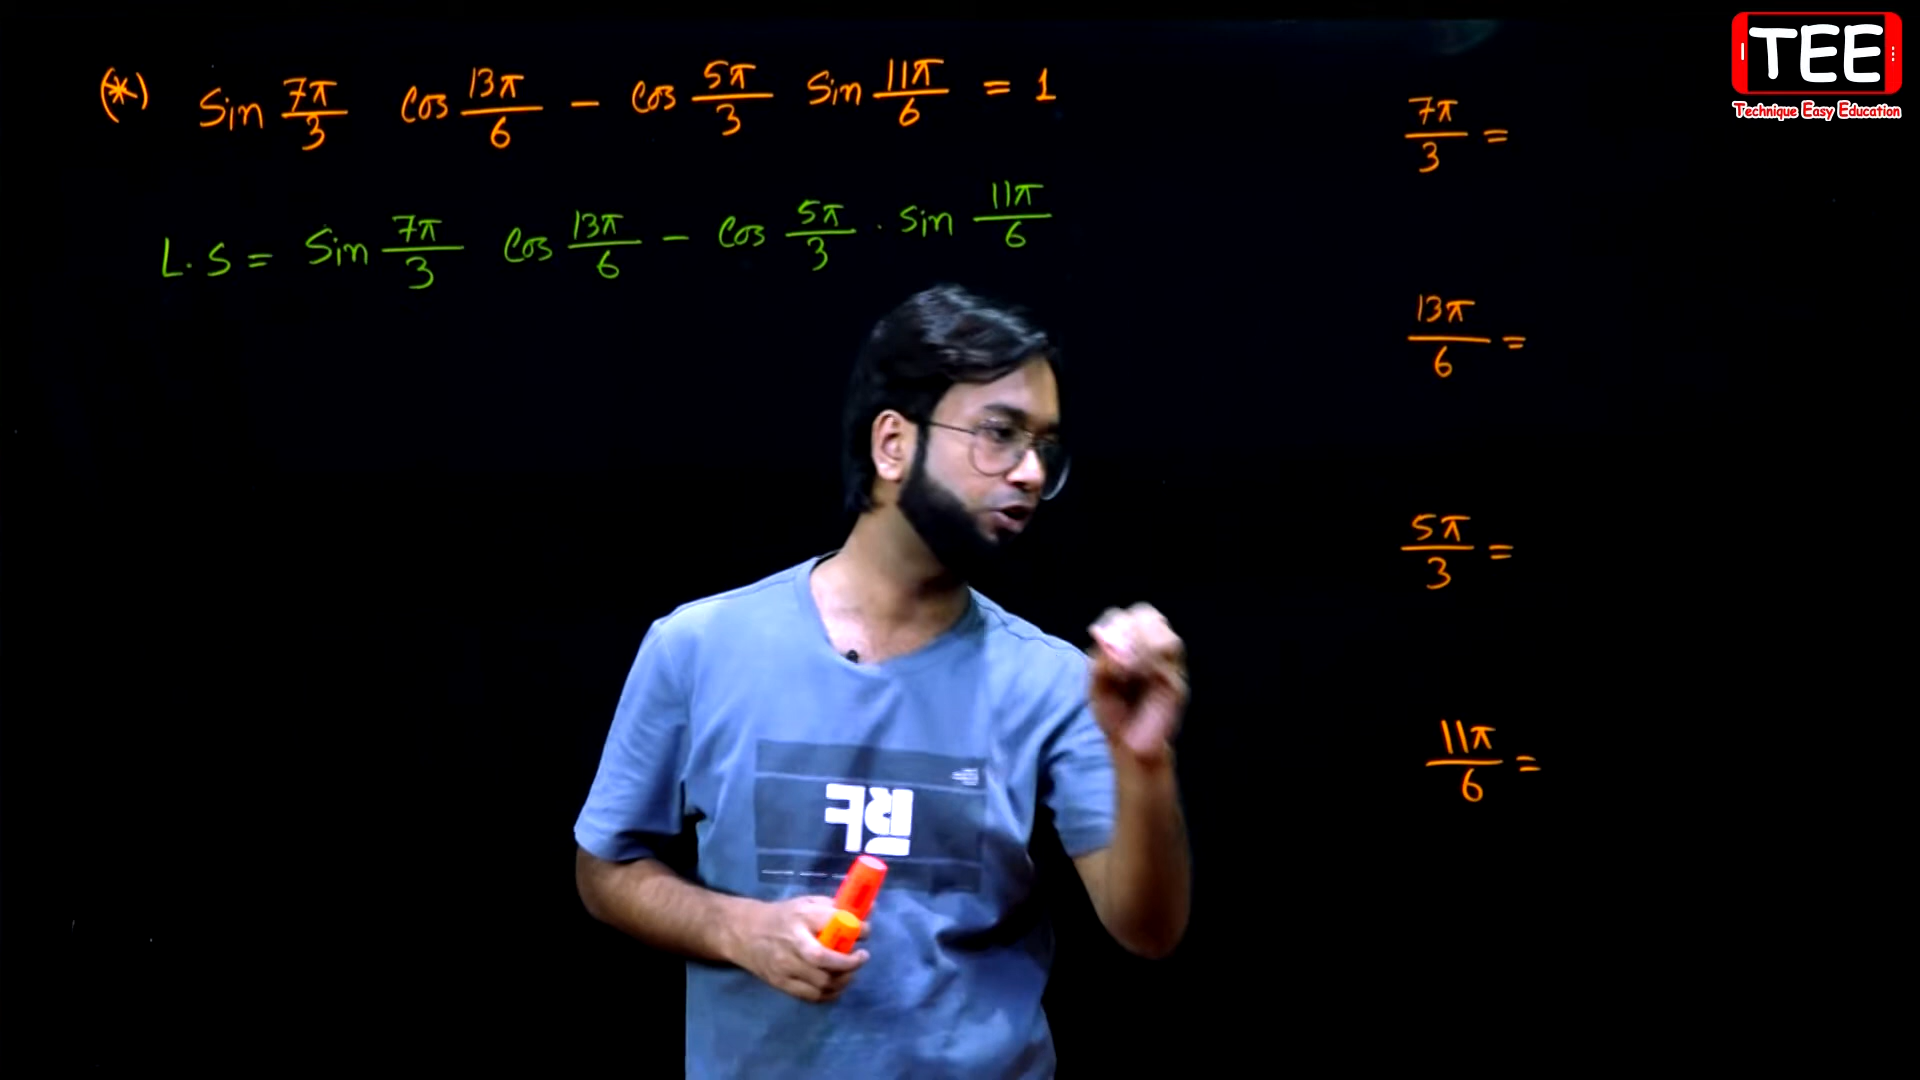 (*) Sin 7π/3 Cos 13π/6 - Cos 5π/3 Sin 11π/6 = 1
L.S = Sin 7π/3 Cos 13π/6 - Cos 5π/3 . Sin 11π/6
7π/3 =
13π/6 =
5π/3 =
11π/6 =
TEE
Technique Easy Education